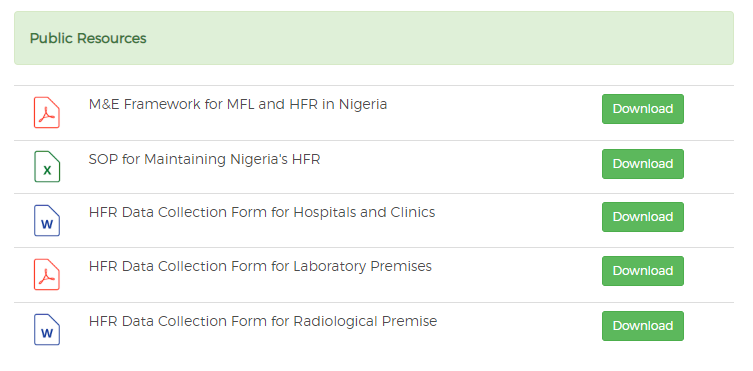 Public Resources
M&E Framework for MFL and HFR in Nigeria
Download
X
SOP for Maintaining Nigeria's HFR
Download
W
HFR Data Collection Form for Hospitals and Clinics
Download
HFR Data Collection Form for Laboratory Premises
Download
W
HFR Data Collection Form for Radiological Premise
Download